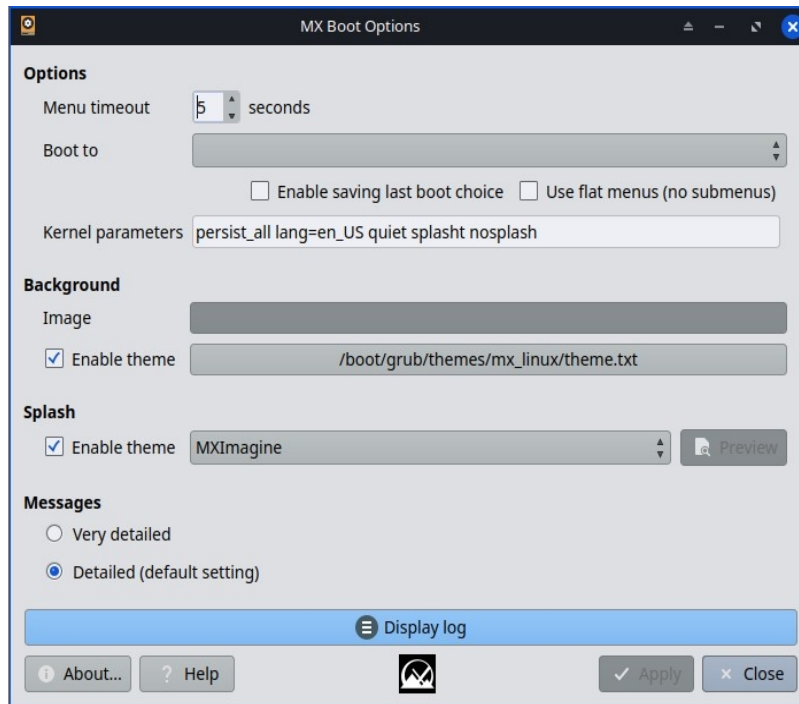 MX Boot Options
Options
Menu timeout 5 seconds
Boot to
Enable saving last boot choice Use flat menus (no submenus)
Kernel parameters persist_all lang=en_US quiet splasht nosplash
Background
Image
Enable theme /boot/grub/themes/mx_linux/theme.txt
Splash
Enable theme MXImagine Preview
Messages
Very detailed
Detailed (default setting)
Display log
About... Help Apply Close